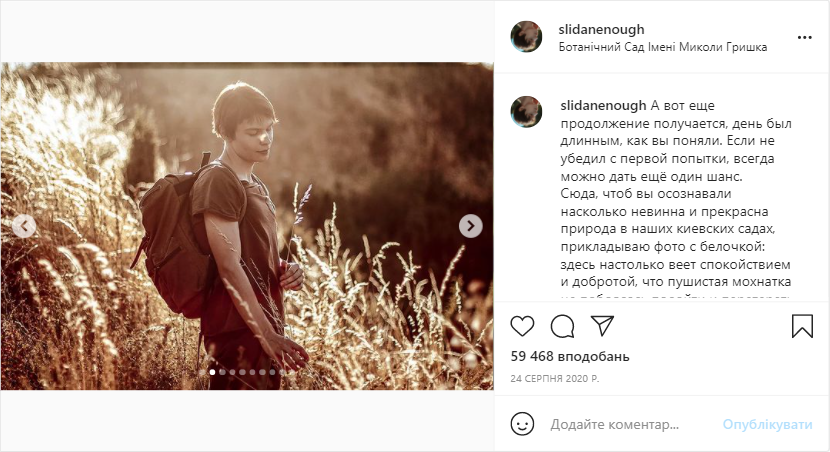 slidanenough
Ботанічний Сад Імені Миколи Гришка
slidanenough А вот еще
продолжение получается, день был
длинным, как вы поняли. Если не
убедил с первой попытки, всегда
можно дать ещё один шанс.
Сюда, чтоб вы осознавали
насколько невинна и прекрасна
природа в наших киевских садах,
прикладываю фото с белочкой:
здесь настолько веет спокойствием
и добротой, что пушистая мохнатка
59 468 вподобань
24 СЕРПНЯ 2020 Р.
Додайте коментар...
Опублікувати